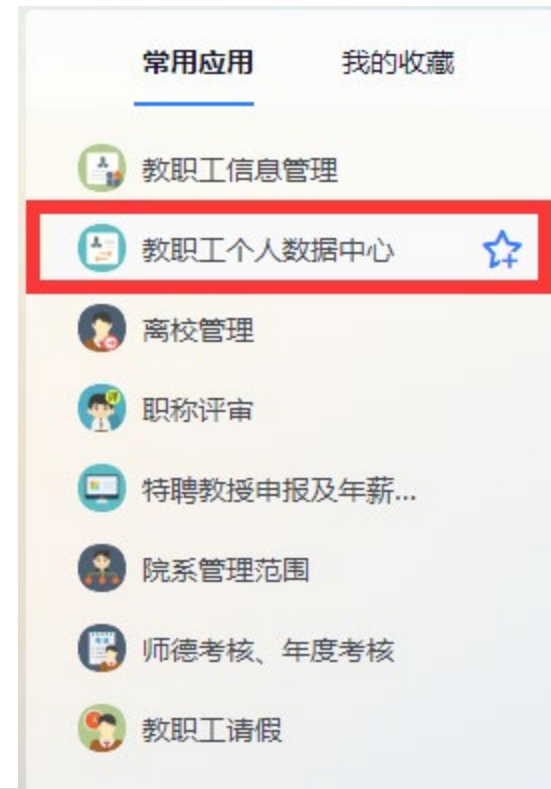 常用应用 我的收藏
教职工信息管理
教职工个人数据中心
离校管理
职称评审
特聘教授申报及年薪...
院系管理范围
师德考核、年度考核
教职工请假